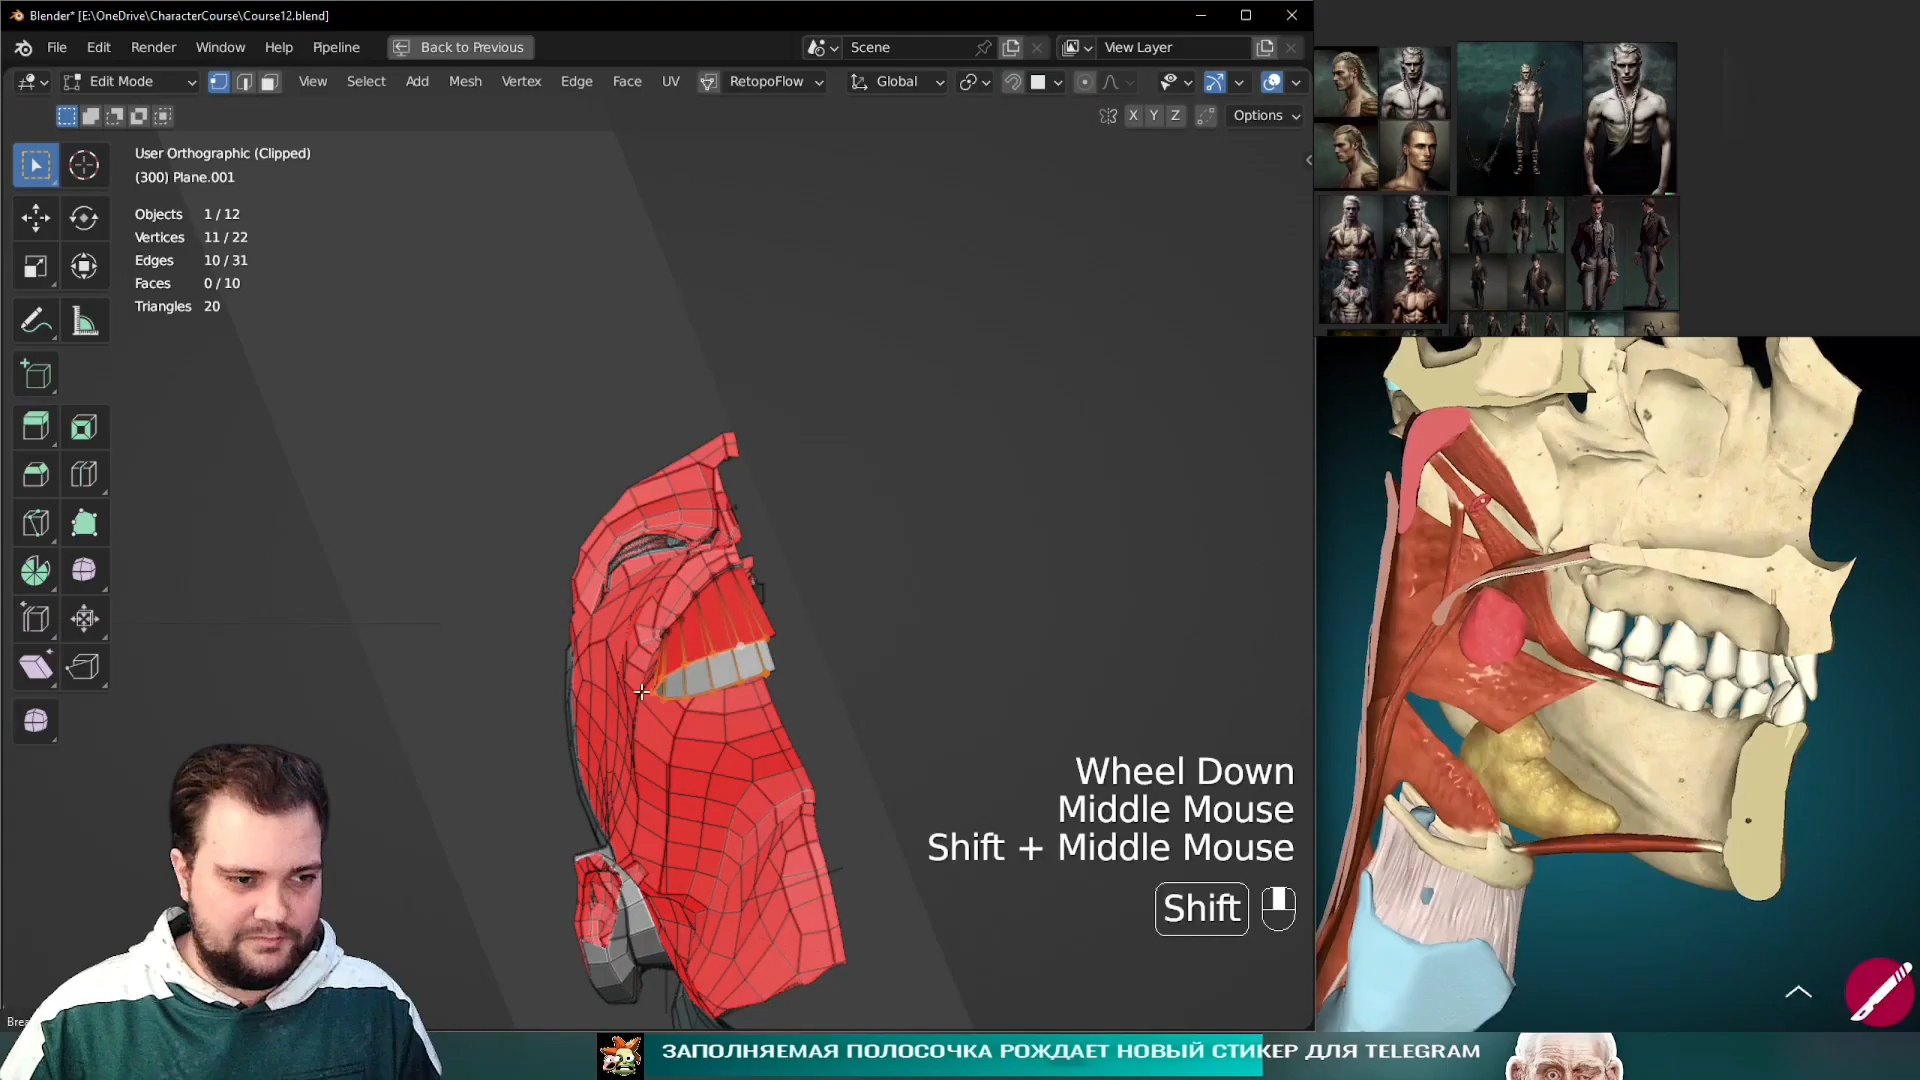 Blender* [E:\OneDrive\CharacterCourse\Course12.blend]
File Edit Render Window Help Pipeline Back to Previous Scene View Layer
Edit Mode View Select Add Mesh Vertex Edge Face UV RetopoFlow Global
X Y Z Options
User Orthographic (Clipped)
(300) Plane.001
Objects 1 / 12
Vertices 11 / 22
Edges 10 / 31
Faces 0 / 10
Triangles 20
Wheel Down
Middle Mouse
Shift + Middle Mouse
Shift
ЗАПОЛНЯЕМАЯ ПОЛОСОЧКА РОЖДАЕТ НОВЫЙ СТИКЕР ДЛЯ TELEGRAM